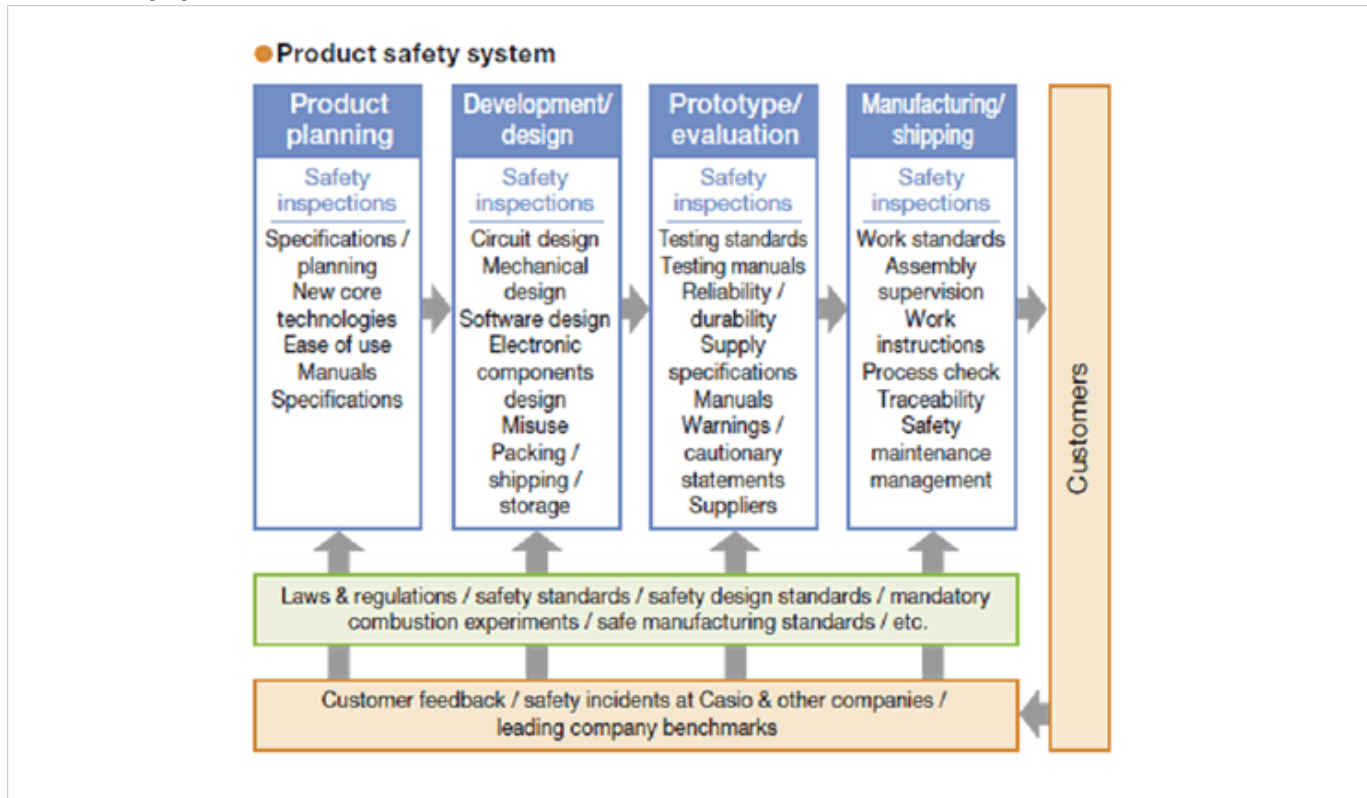 Product safety system
Product
planning
Safety
inspections
Specifications /
planning
New core
technologies
Ease of use
Manuals
Specifications
Development/
design
Safety
inspections
Circuit design
Mechanical
design
Software design
Electronic
components
design
Misuse
Packing /
shipping /
storage
Prototype/
evaluation
Safety
inspections
Testing standards
Testing manuals
Reliability /
durability
Supply
specifications
Manuals
Warnings /
cautionary
statements
Suppliers
Manufacturing/
shipping
Safety
inspections
Work standards
Assembly
supervision
Work
instructions
Process check
Traceability
Safety
maintenance
management
Customers
Laws & regulations / safety standards / safety design standards / mandatory
combustion experiments / safe manufacturing standards / etc.
Customer feedback / safety incidents at Casio & other companies /
leading company benchmarks